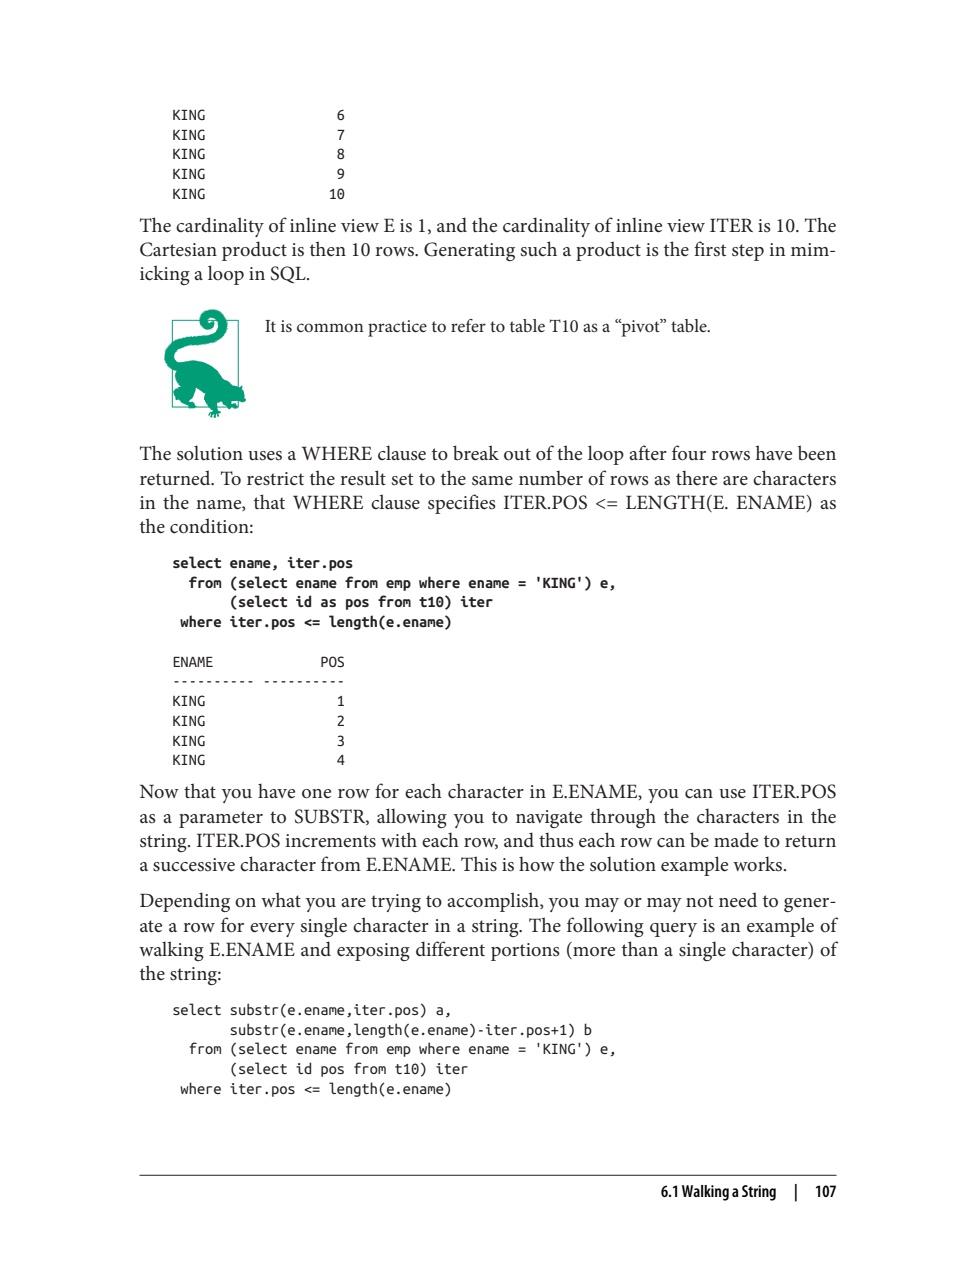 KING                6
KING                7
KING                8
KING                9
KING               10
The cardinality of inline view E is 1, and the cardinality of inline view ITER is 10. The
Cartesian product is then 10 rows. Generating such a product is the first step in mim-
icking a loop in SQL.
It is common practice to refer to table T10 as a “pivot” table.
The solution uses a WHERE clause to break out of the loop after four rows have been
returned. To restrict the result set to the same number of rows as there are characters
in the name, that WHERE clause specifies ITER.POS <= LENGTH(E. ENAME) as
the condition:
select ename, iter.pos
  from (select ename from emp where ename = 'KING') e,
       (select id as pos from t10) iter
 where iter.pos <= length(e.ename)
ENAME             POS
---------- ----------
KING                1
KING                2
KING                3
KING                4
Now that you have one row for each character in E.ENAME, you can use ITER.POS
as a parameter to SUBSTR, allowing you to navigate through the characters in the
string. ITER.POS increments with each row, and thus each row can be made to return
a successive character from E.ENAME. This is how the solution example works.
Depending on what you are trying to accomplish, you may or may not need to gener-
ate a row for every single character in a string. The following query is an example of
walking E.ENAME and exposing different portions (more than a single character) of
the string:
select substr(e.ename,iter.pos) a,
       substr(e.ename,length(e.ename)-iter.pos+1) b
  from (select ename from emp where ename = 'KING') e,
       (select id pos from t10) iter
 where iter.pos <= length(e.ename)
6.1 Walking a String | 107